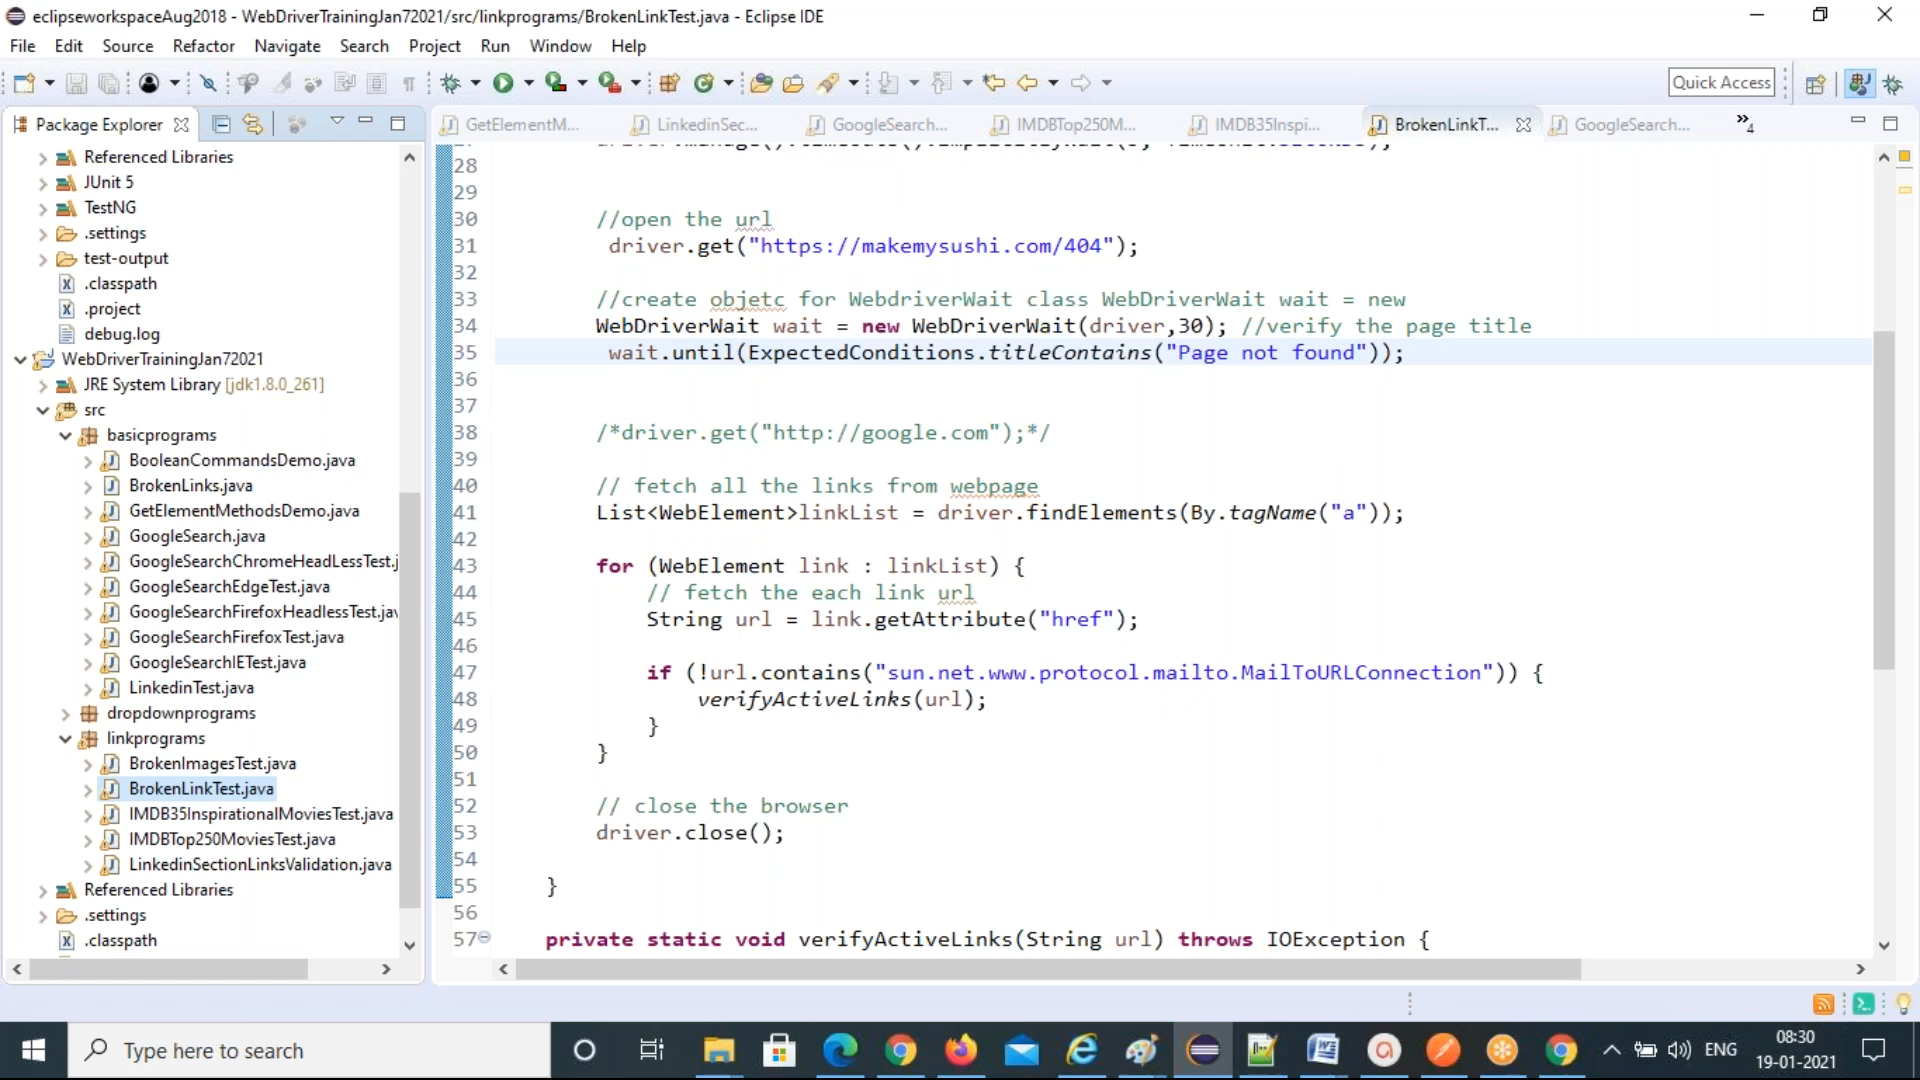 eclipseworkspaceAug2018 - WebDriverTrainingJan72021/src/linkprograms/BrokenLinkTest.java - Eclipse IDE
File Edit Source Refactor Navigate Search Project Run Window Help
Quick Access
Package Explorer
GetElementM...
LinkedinSec...
GoogleSearch...
IMDBTop250M...
IMDB35Inspi...
BrokenLinkT...
GoogleSearch...
»4
Referenced Libraries
JUnit 5
TestNG
.settings
test-output
.classpath
.project
debug.log
WebDriverTrainingJan72021
JRE System Library [jdk1.8.0_261]
src
basicprograms
BooleanCommandsDemo.java
BrokenLinks.java
GetElementMethodsDemo.java
GoogleSearch.java
GoogleSearchChromeHeadLessTest.j
GoogleSearchEdgeTest.java
GoogleSearchFirefoxHeadlessTest.jav
GoogleSearchFirefoxTest.java
GoogleSearchIETest.java
LinkedinTest.java
dropdownprograms
linkprograms
BrokenImagesTest.java
BrokenLinkTest.java
IMDB35InspirationalMoviesTest.java
IMDBTop250MoviesTest.java
LinkedinSectionLinksValidation.java
Referenced Libraries
.settings
.classpath
28
29
30 //open the url
31 driver.get("https://makemysushi.com/404");
32
33 //create objetc for WebdriverWait class WebDriverWait wait = new
34 WebDriverWait wait = new WebDriverWait(driver,30); //verify the page title
35 wait.until(ExpectedConditions.titleContains("Page not found"));
36
37
38 /*driver.get("http://google.com");*/
39
40 // fetch all the links from webpage
41 List<WebElement>linkList = driver.findElements(By.tagName("a"));
42
43 for (WebElement link : linkList) {
44 // fetch the each link url
45 String url = link.getAttribute("href");
46
47 if (!url.contains("sun.net.www.protocol.mailto.MailToURLConnection")) {
48 verifyActiveLinks(url);
49 }
50 }
51
52 // close the browser
53 driver.close();
54
55 }
56
57 private static void verifyActiveLinks(String url) throws IOException {
Type here to search
ENG
08:30
19-01-2021